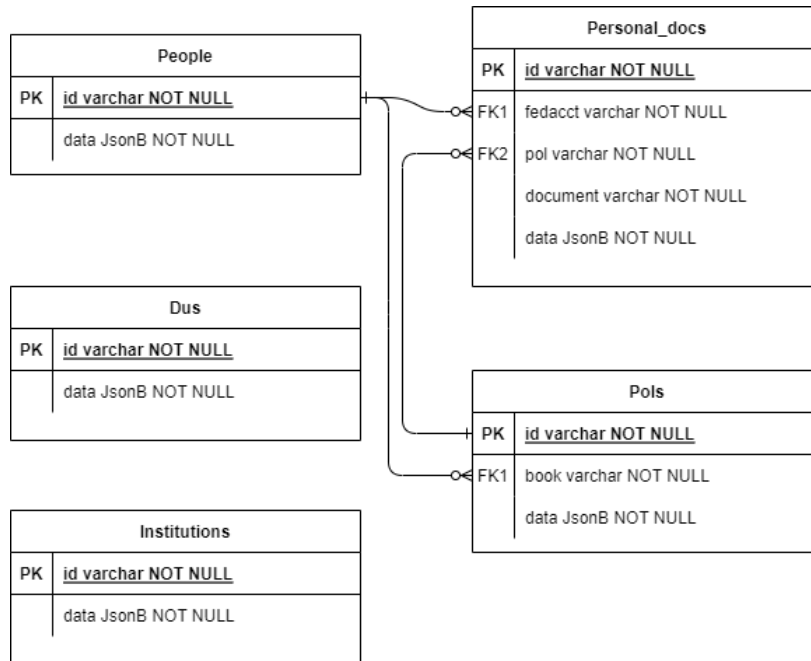 People
PK id varchar NOT NULL
data JsonB NOT NULL
Personal_docs
PK id varchar NOT NULL
FK1 fedacct varchar NOT NULL
FK2 pol varchar NOT NULL
document varchar NOT NULL
data JsonB NOT NULL
Dus
PK id varchar NOT NULL
data JsonB NOT NULL
Pols
PK id varchar NOT NULL
FK1 book varchar NOT NULL
data JsonB NOT NULL
Institutions
PK id varchar NOT NULL
data JsonB NOT NULL